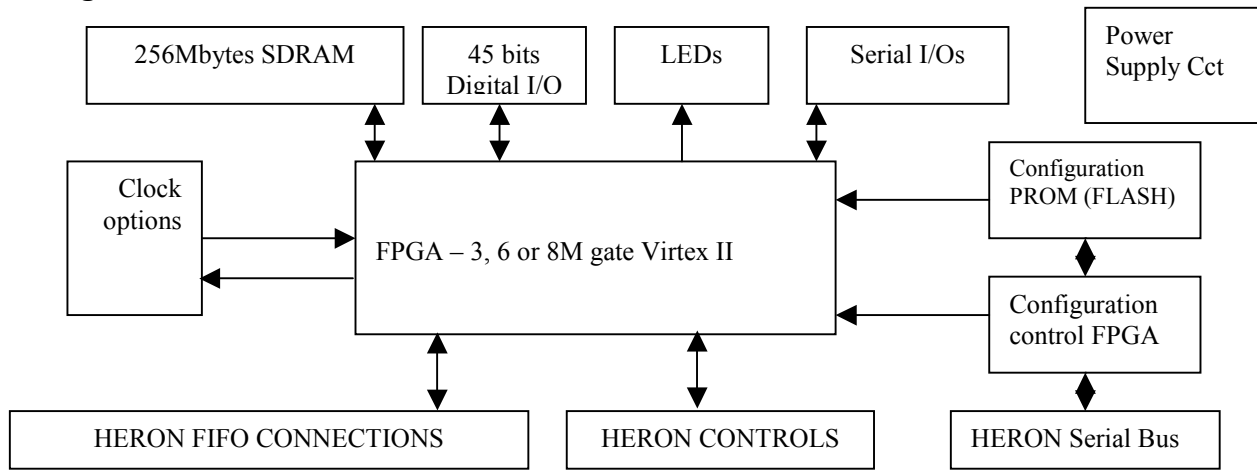 256Mbytes SDRAM
45 bits
Digital I/O
LEDs
Serial I/Os
Power
Supply Cct
Clock
options
FPGA – 3, 6 or 8M gate Virtex II
Configuration
PROM (FLASH)
Configuration
control FPGA
HERON FIFO CONNECTIONS
HERON CONTROLS
HERON Serial Bus